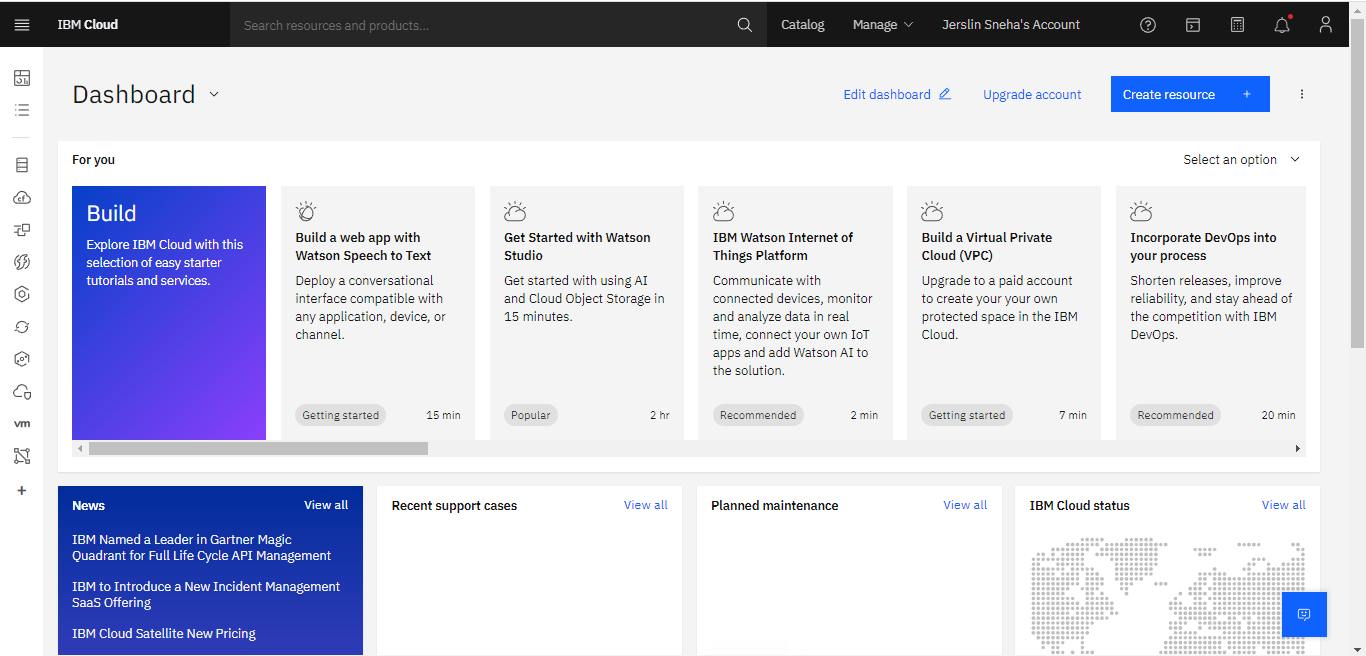 IBM Cloud
Search resources and products...
Catalog
Manage
Jerslin Sneha's Account
Dashboard
Edit dashboard
Upgrade account
Create resource +
For you
Select an option
Build
Explore IBM Cloud with this
selection of easy starter
tutorials and services.
Build a web app with
Watson Speech to Text
Deploy a conversational
interface compatible with
any application, device, or
channel.
Getting started
15 min
Get Started with Watson
Studio
Get started with using AI
and Cloud Object Storage in
15 minutes.
Popular
2 hr
IBM Watson Internet of
Things Platform
Communicate with
connected devices, monitor
and analyze data in real
time, connect your own IoT
apps and add Watson AI to
the solution.
Recommended
2 min
Build a Virtual Private
Cloud (VPC)
Upgrade to a paid account
to create your your own
protected space in the IBM
Cloud.
Getting started
7 min
Incorporate DevOps into
your process
Shorten releases, improve
reliability, and stay ahead of
the competition with IBM
DevOps.
Recommended
20 min
cf
vm
+
News
View all
IBM Named a Leader in Gartner Magic
Quadrant for Full Life Cycle API Management
IBM to Introduce a New Incident Management
SaaS Offering
IBM Cloud Satellite New Pricing
Recent support cases
View all
Planned maintenance
View all
IBM Cloud status
View all